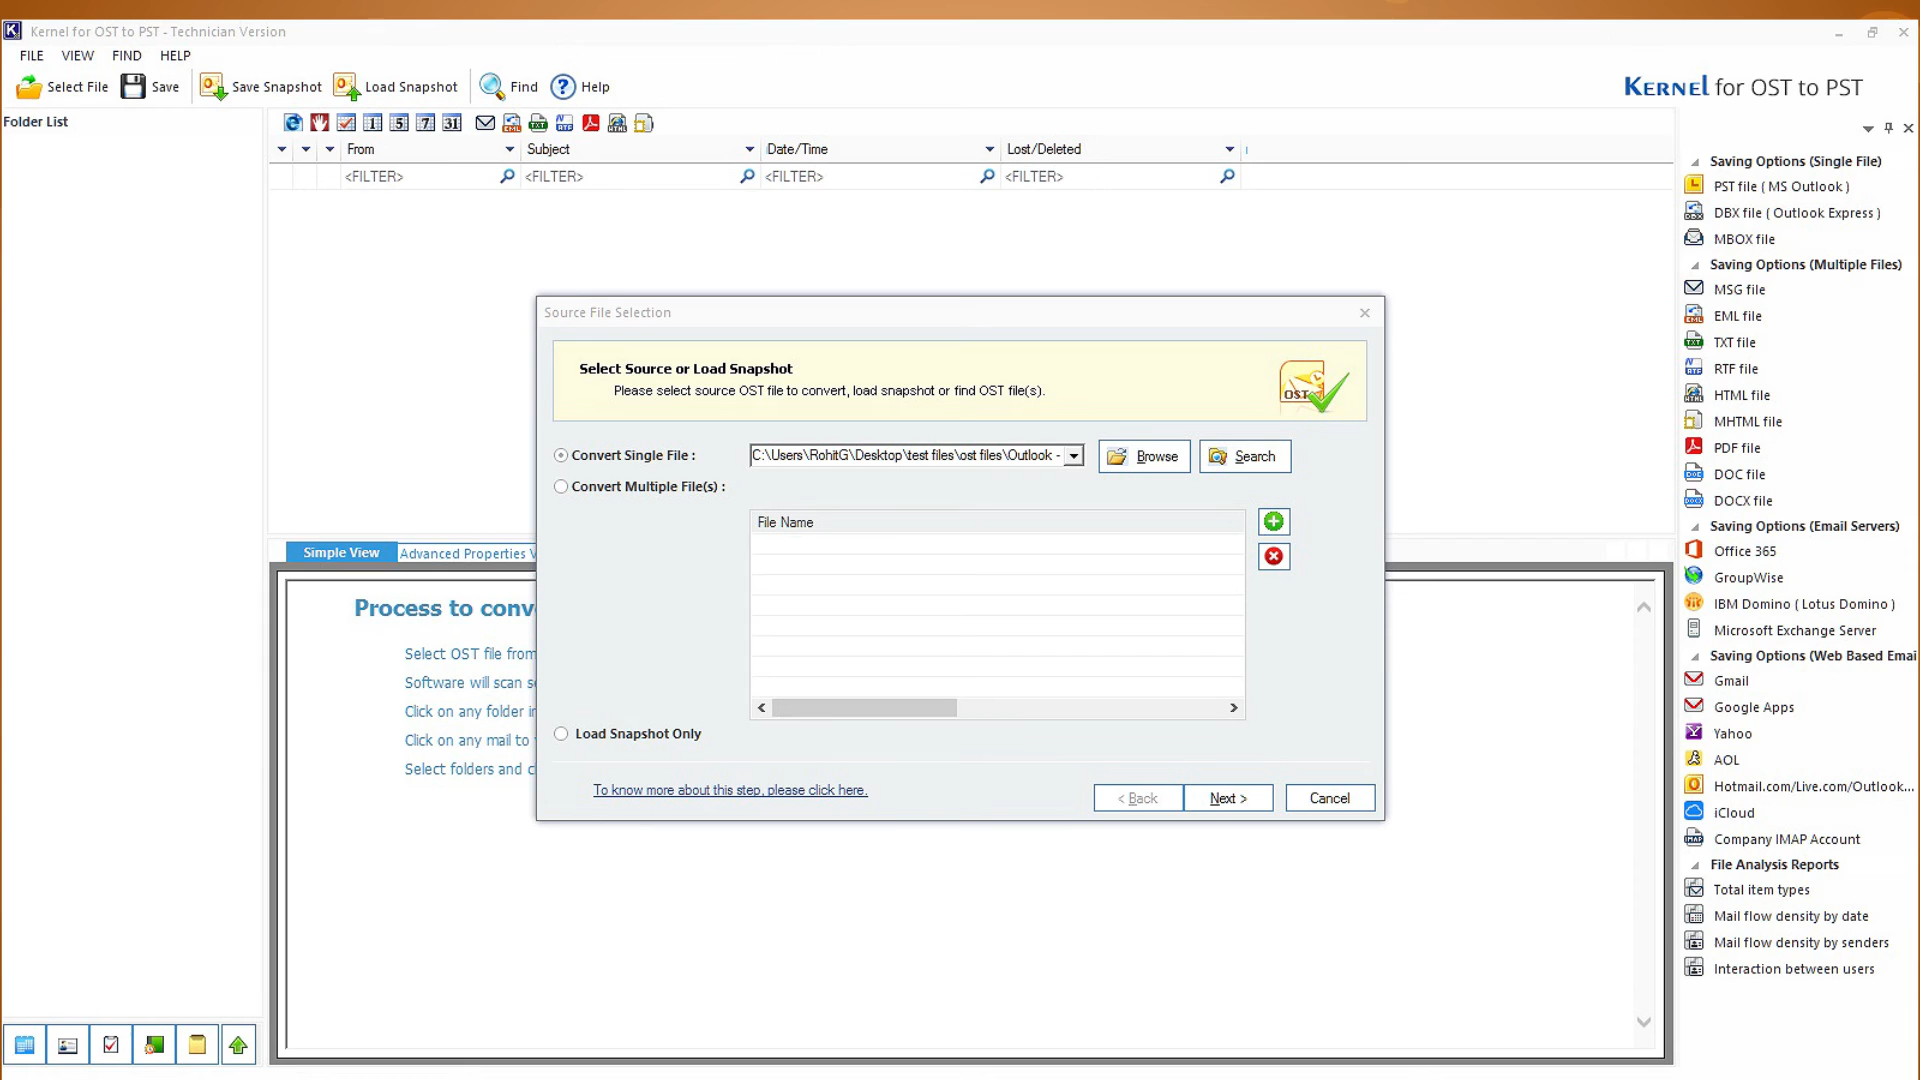 Kernel for OST to PST - Technician Version
FILE VIEW FIND HELP
Select File Save Save Snapshot Load Snapshot Find Help
KERNEL for OST to PST
Folder List
1 5 7 31
From Subject Date/Time Lost/Deleted
<FILTER> <FILTER> <FILTER> <FILTER>
Source File Selection
Select Source or Load Snapshot
Please select source OST file to convert, load snapshot or find OST file(s).
OST
Convert Single File :
C:\Users\RohitG\Desktop\test files\ost files\Outlook -
Browse
Search
Convert Multiple File(s) :
File Name
Load Snapshot Only
To know more about this step, please click here.
< Back
Next >
Cancel
Simple View
Advanced Properties V
Process to conv
Select OST file from
Software will scan s
Click on any folder in
Click on any mail to
Select folders and c
Saving Options (Single File)
PST file ( MS Outlook )
DBX file ( Outlook Express )
MBOX file
Saving Options (Multiple Files)
MSG file
EML file
TXT file
RTF file
HTML file
MHTML file
PDF file
DOC file
DOCX file
Saving Options (Email Servers)
Office 365
GroupWise
IBM Domino ( Lotus Domino )
Microsoft Exchange Server
Saving Options (Web Based Emai
Gmail
Google Apps
Yahoo
AOL
Hotmail.com/Live.com/Outlook...
iCloud
Company IMAP Account
File Analysis Reports
Total item types
Mail flow density by date
Mail flow density by senders
Interaction between users